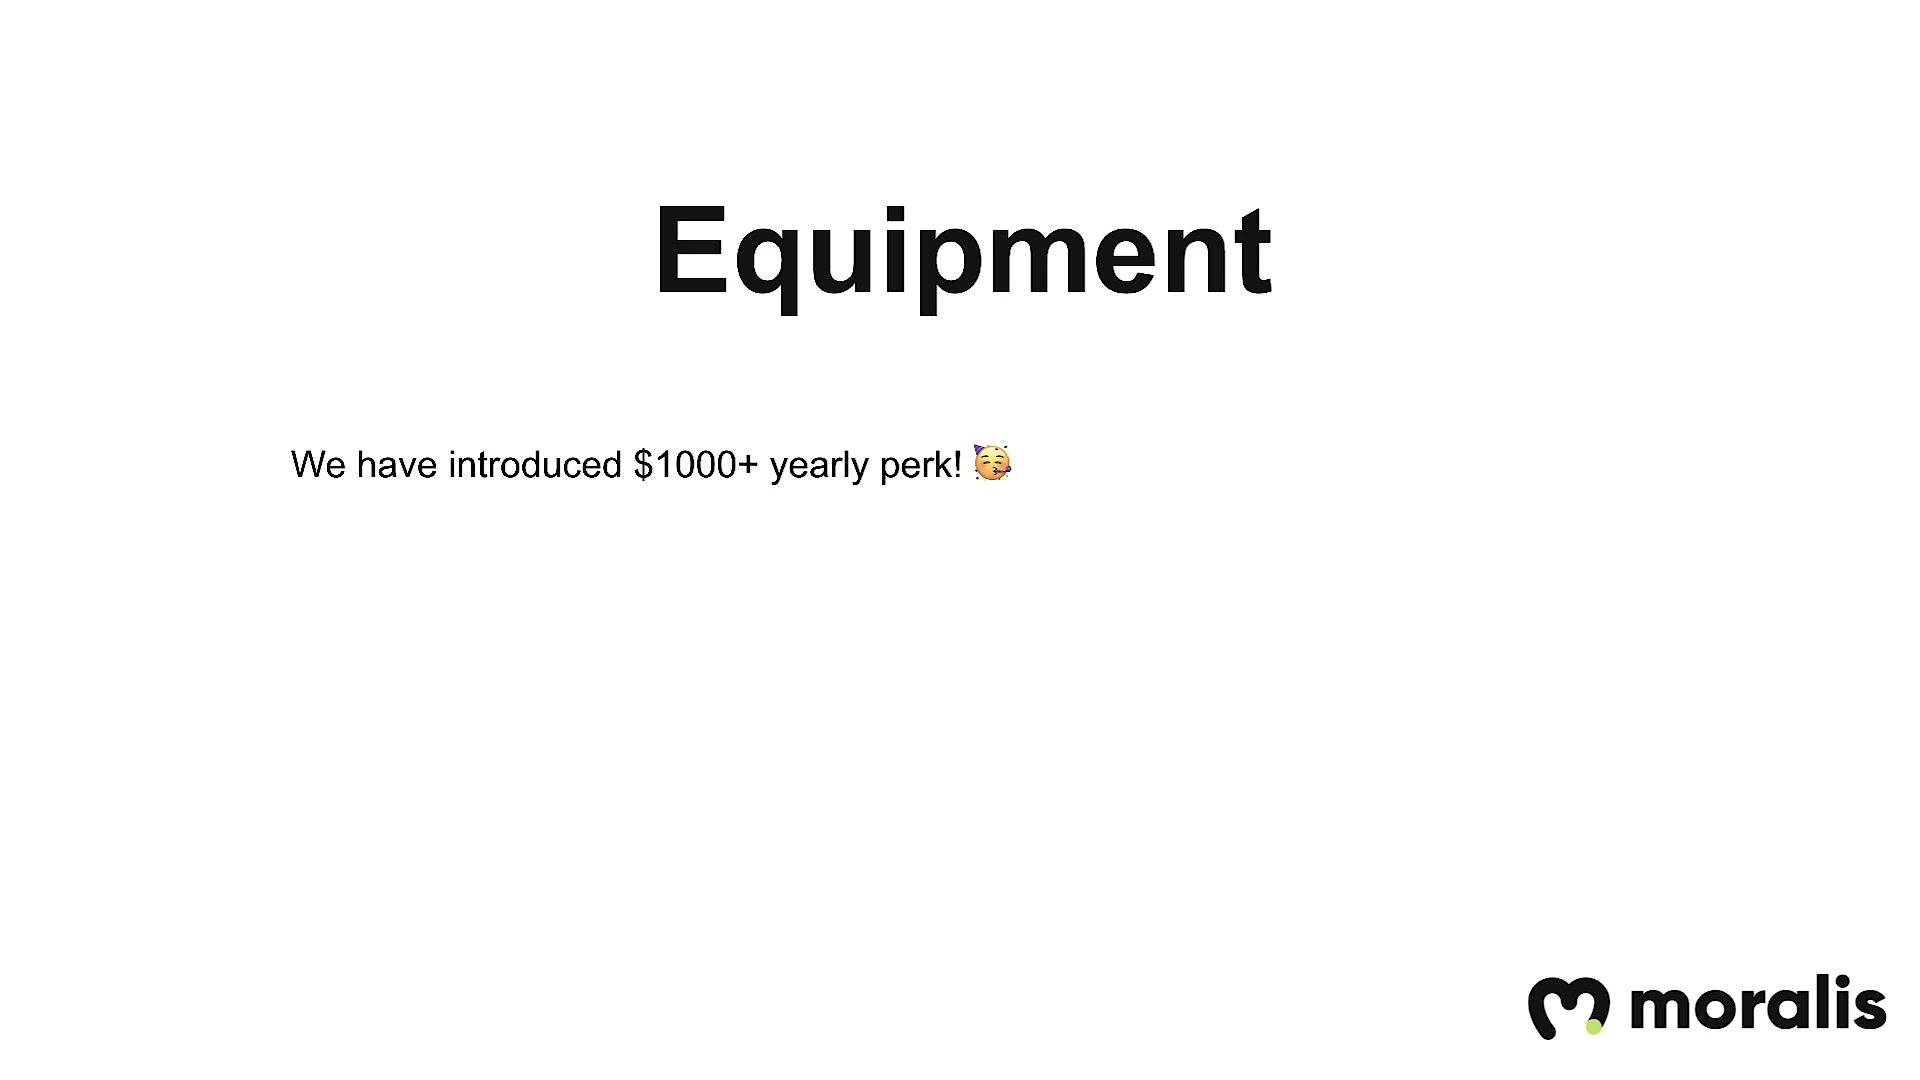 Equipment
We have introduced $1000+ yearly perk! 🥳
moralis